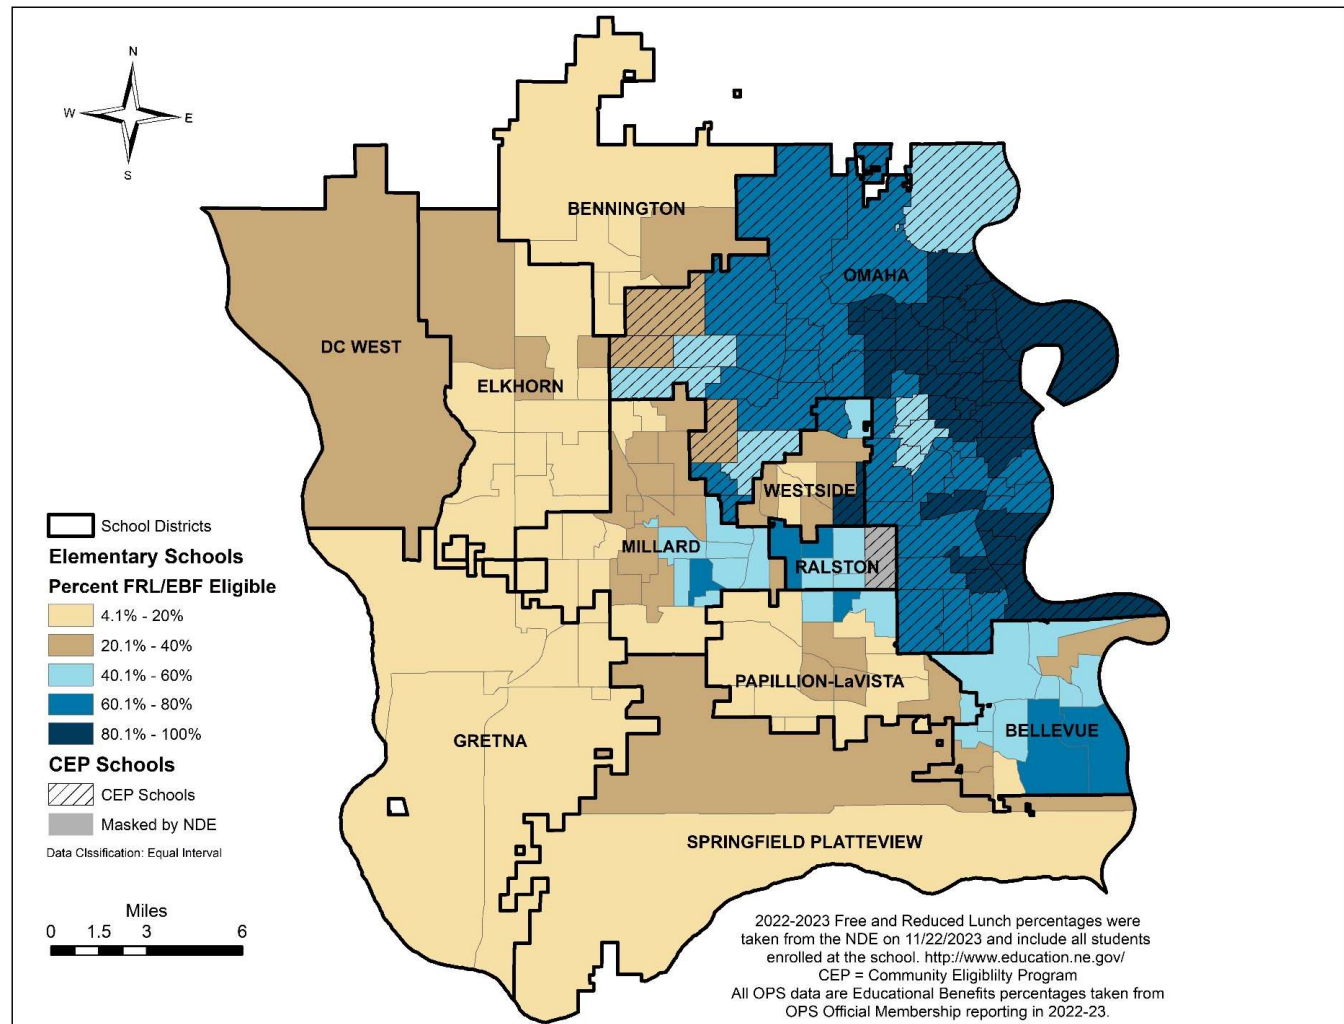 N
W
E
S
BENNINGTON
OMAHA
DC WEST
ELKHORN
WESTSIDE
MILLARD
RALSTON
PAPILLION-LaVISTA
GRETNA
BELLEVUE
SPRINGFIELD PLATTEVIEW
School Districts
Elementary Schools
Percent FRL/EBF Eligible
4.1% - 20%
20.1% - 40%
40.1% - 60%
60.1% - 80%
80.1% - 100%
CEP Schools
CEP Schools
Masked by NDE
Data Clssification: Equal Interval
Miles
0 1.5 3 6
2022-2023 Free and Reduced Lunch percentages were
taken from the NDE on 11/22/2023 and include all students
enrolled at the school. http://www.education.ne.gov/
CEP = Community Eligiblilty Program
All OPS data are Educational Benefits percentages taken from
OPS Official Membership reporting in 2022-23.